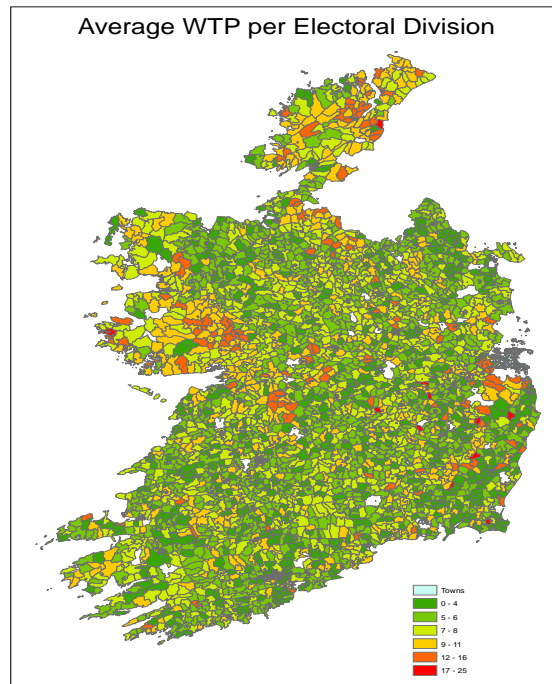 Average WTP per Electoral Division
Towns
0 - 4
5 - 6
7 - 8
9 - 11
12 - 16
17 - 25